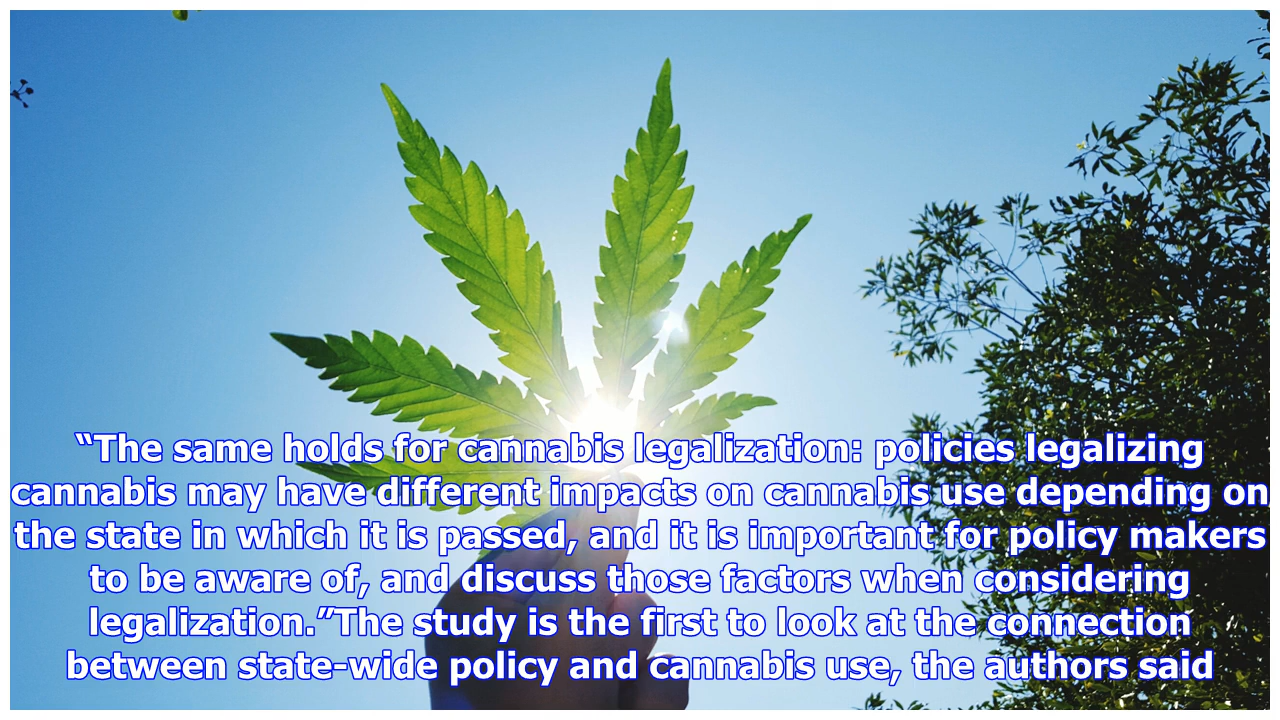 “The same holds for cannabis legalization: policies legalizing
cannabis may have different impacts on cannabis use depending on
the state in which it is passed, and it is important for policy makers
to be aware of, and discuss those factors when considering
legalization.”The study is the first to look at the connection
between state-wide policy and cannabis use, the authors said